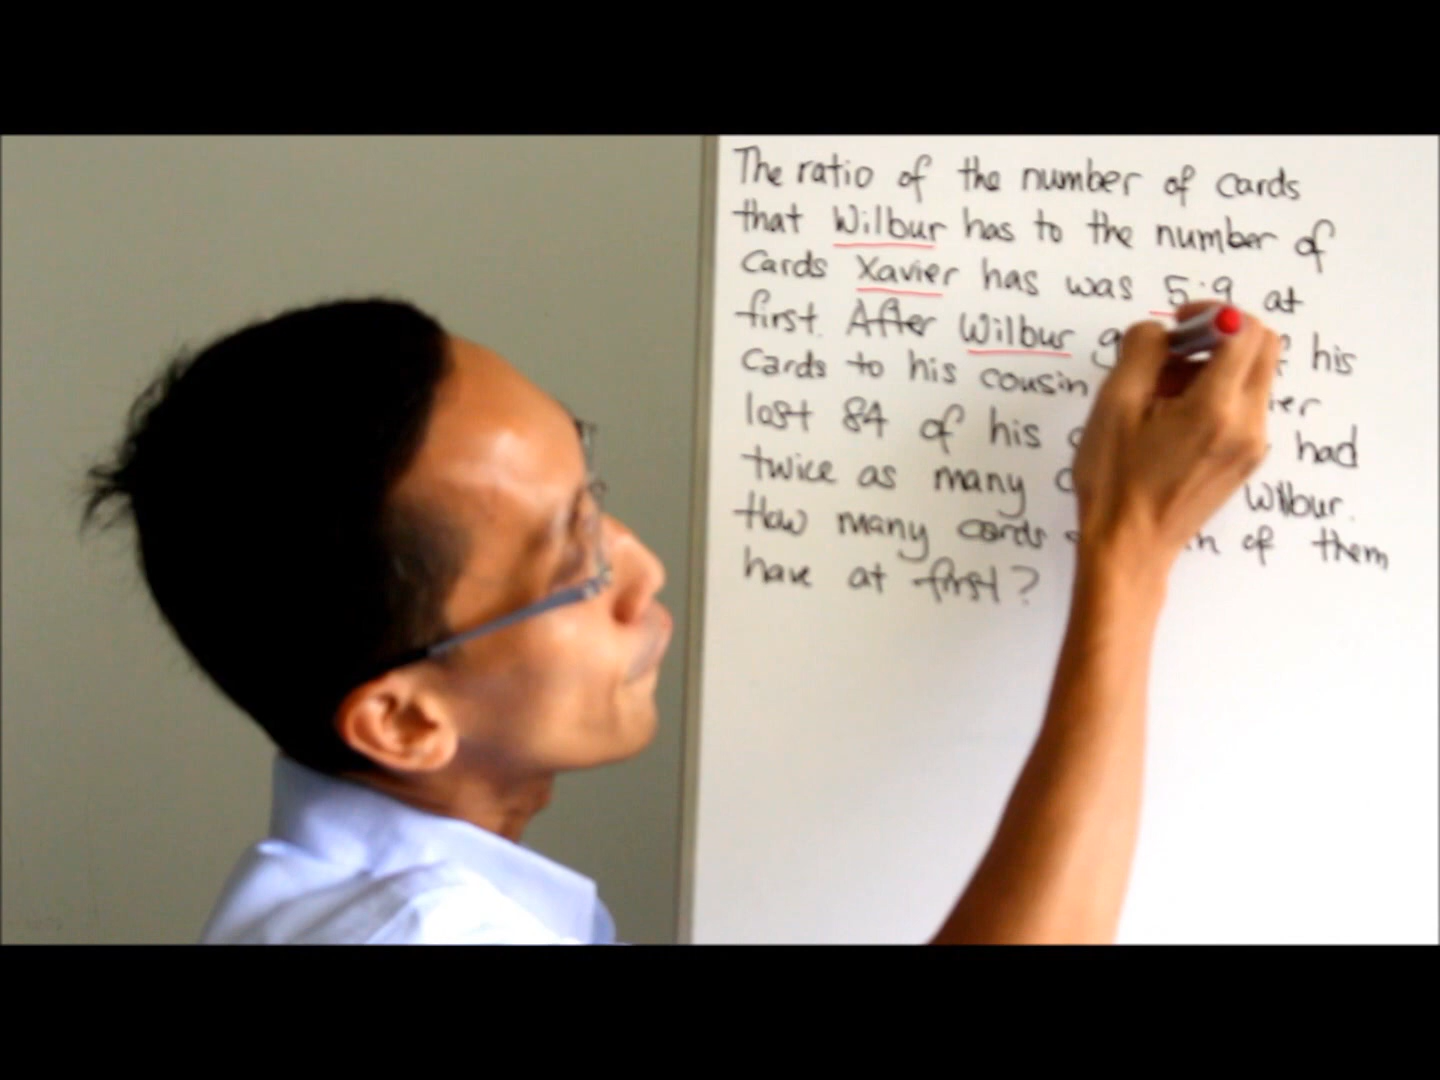 The ratio of the number of cards
that Wilbur has to the number of
cards Xavier has was 5:9 at
first. After Wilbur his
cards to his cousin
lost 84 of his had
twice as many Wilbur.
How many cards of them
have at first?